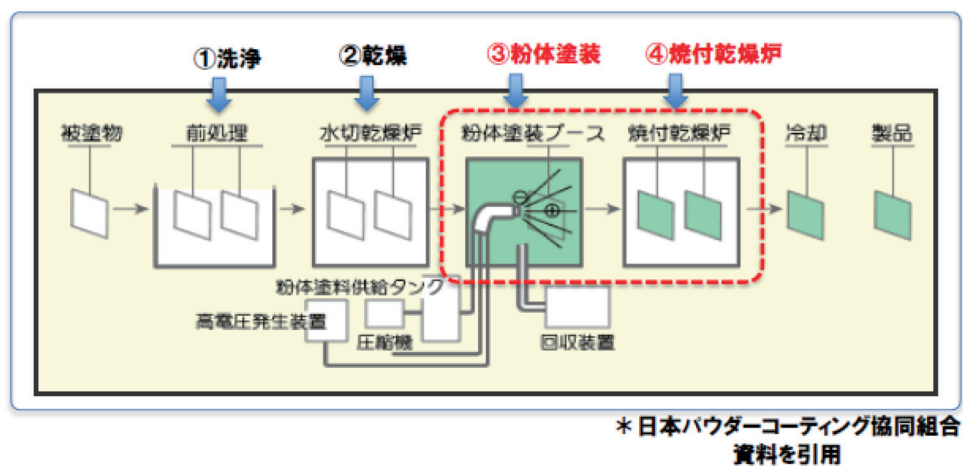 ①洗浄
②乾燥
③粉体塗装
④焼付乾燥炉
被塗物
前処理
水切乾燥炉
粉体塗装ブース
焼付乾燥炉
冷却
製品
⊖
⊕
粉体塗料供給タンク
高電圧発生装置
圧縮機
回収装置
＊日本パウダーコーティング協同組合
資料を引用